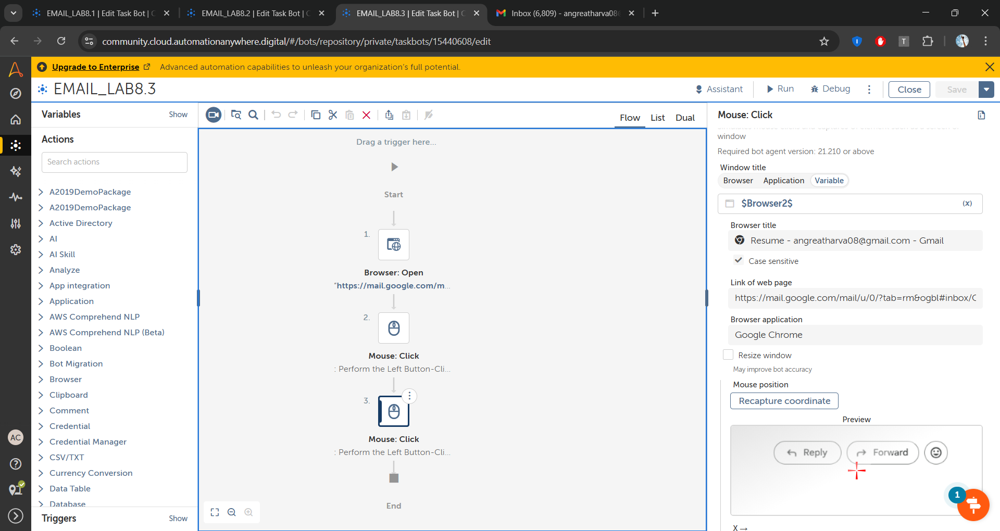 EMAIL_LAB8.1 | Edit Task Bot |
EMAIL_LAB8.2 | Edit Task Bot |
EMAIL_LAB8.3 | Edit Task Bot |
Inbox (6,809) - angreatharva08
community.cloud.automationanywhere.digital/#/bots/repository/private/taskbots/15440608/edit
T
Upgrade to Enterprise
Advanced automation capabilities to unleash your organization's full potential.
EMAIL_LAB8.3
Assistant
Run
Debug
Close
Save
Variables
Show
Actions
Search actions
A2019DemoPackage
A2019DemoPackage
Active Directory
AI
AI Skill
Analyze
App integration
Application
AWS Comprehend NLP
AWS Comprehend NLP (Beta)
Boolean
Bot Migration
Browser
Clipboard
Comment
Credential
Credential Manager
CSV/TXT
Currency Conversion
Data Table
Database
Triggers
Show
AC
Flow
List
Dual
Drag a trigger here...
Start
1.
Browser: Open
"https://mail.google.com/m...
2.
Mouse: Click
: Perform the Left Button-Cli...
3.
Mouse: Click
: Perform the Left Button-Cli...
End
Mouse: Click
window
Required bot agent version: 21.210 or above
Window title
Browser
Application
Variable
$Browser2$
(x)
Browser title
Resume - angreatharva08@gmail.com - Gmail
Case sensitive
Link of web page
https://mail.google.com/mail/u/0/?tab=rm&ogbl#inbox/
Browser application
Google Chrome
Resize window
May improve bot accuracy
Mouse position
Recapture coordinate
Preview
Reply
Forward
1
X →